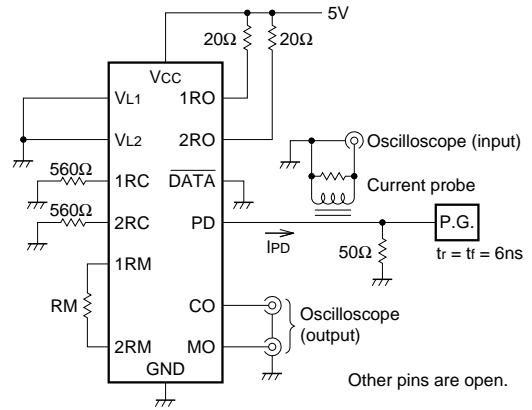 5V
20Ω 20Ω
VCC
VL1 1RO
VL2 2RO
Oscilloscope (input)
560Ω
1RC DATA
Current probe
560Ω
2RC PD
P.G.
IPD
50Ω
tr = tf = 6ns
1RM
RM
CO
Oscilloscope
(output)
2RM MO
GND
Other pins are open.